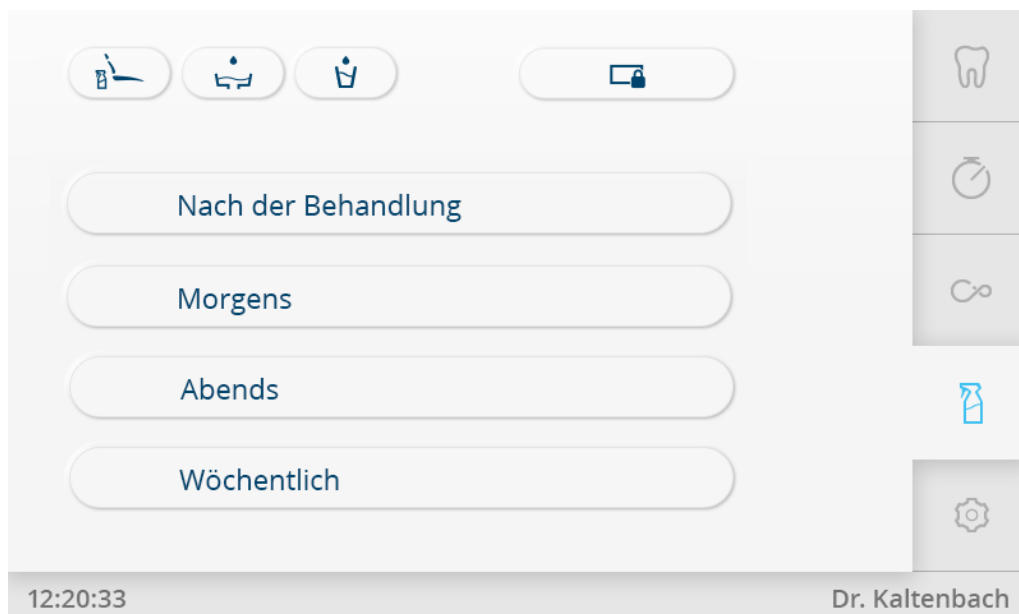 Nach der Behandlung
Morgens
Abends
Wöchentlich
12:20:33
Dr. Kaltenbach